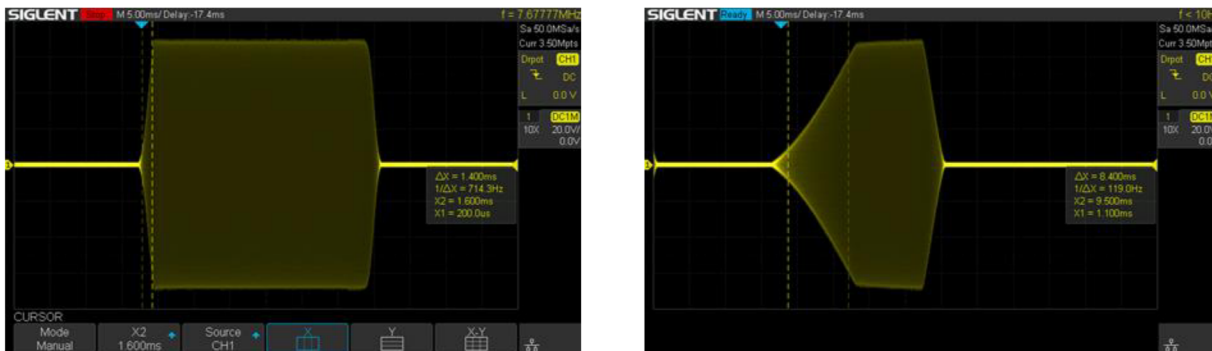 SIGLENT Stop M 5.00ms/ Delay:-17.4ms f = 7.67777MHz
Sa 50.0MSa/s
Curr 3.50Mpts
Drpot CH1
DC
L 0.0 V
1 DC1M
10X 20.0V/
0.0V
ΔX = 1.400ms
1/ΔX = 714.3Hz
X2 = 1.600ms
X1 = 200.0us
CURSOR
Mode X2 Source X Y X-Y
Manual 1.600ms CH1
SIGLENT Ready M 5.00ms/ Delay:-17.4ms f < 10H
Sa 50.0MSa
Curr 3.50Mpt
Drpot CH
DC
L 0.0 V
1 DC1M
10X 20.0V
0.0
ΔX = 8.400ms
1/ΔX = 119.0Hz
X2 = 9.500ms
X1 = 1.100ms